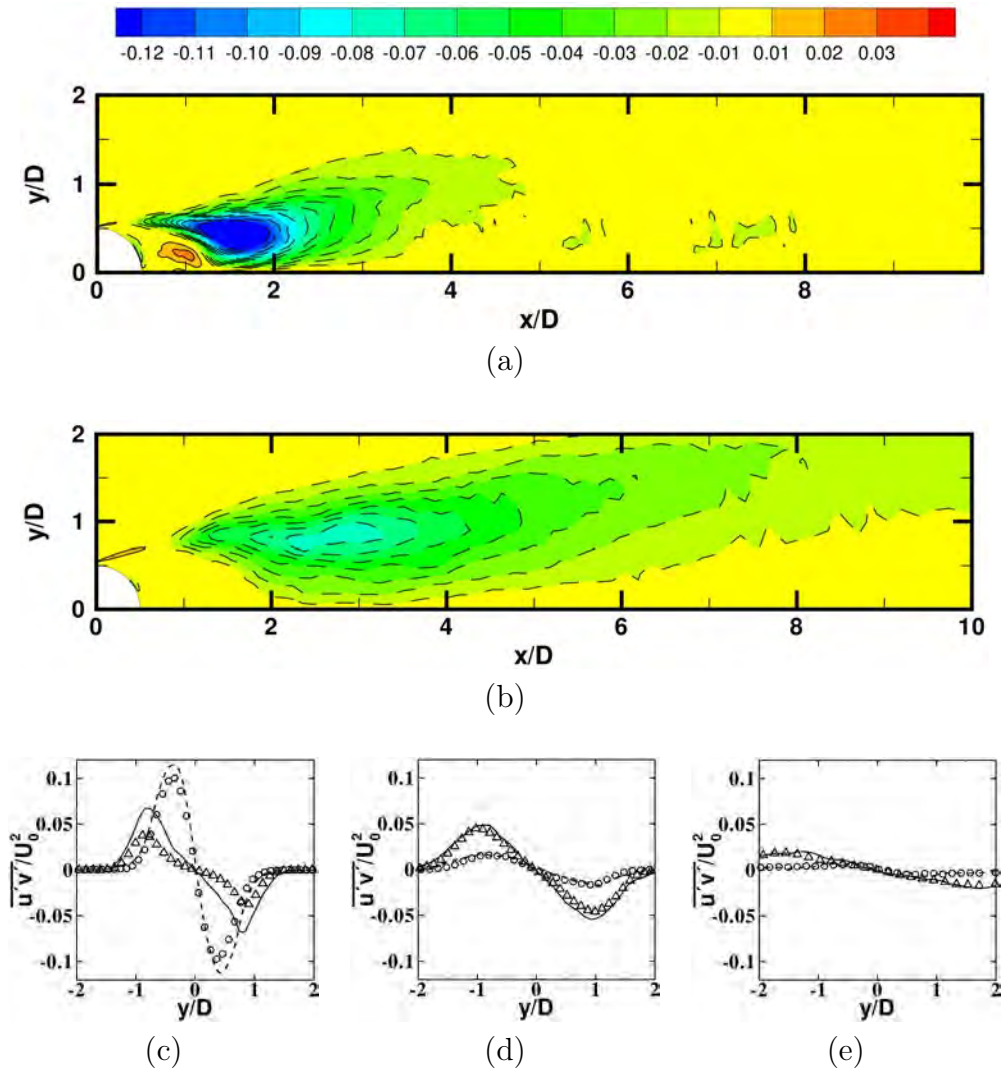 -0.12 -0.11 -0.10 -0.09 -0.08 -0.07 -0.06 -0.05 -0.04 -0.03 -0.02 -0.01 0.01 0.02 0.03
2
1
0
y/D
0 2 4 6 8
x/D
(a)
2
1
0
y/D
0 2 4 6 8 10
x/D
(b)
0.1
0.05
0
-0.05
-0.1
u′v′/U₀²
-2 -1 0 1 2
y/D
(c)
0.1
0.05
0
-0.05
-0.1
u′v′/U₀²
-2 -1 0 1 2
y/D
(d)
0.1
0.05
0
-0.05
-0.1
u′v′/U₀²
-2 -1 0 1 2
y/D
(e)